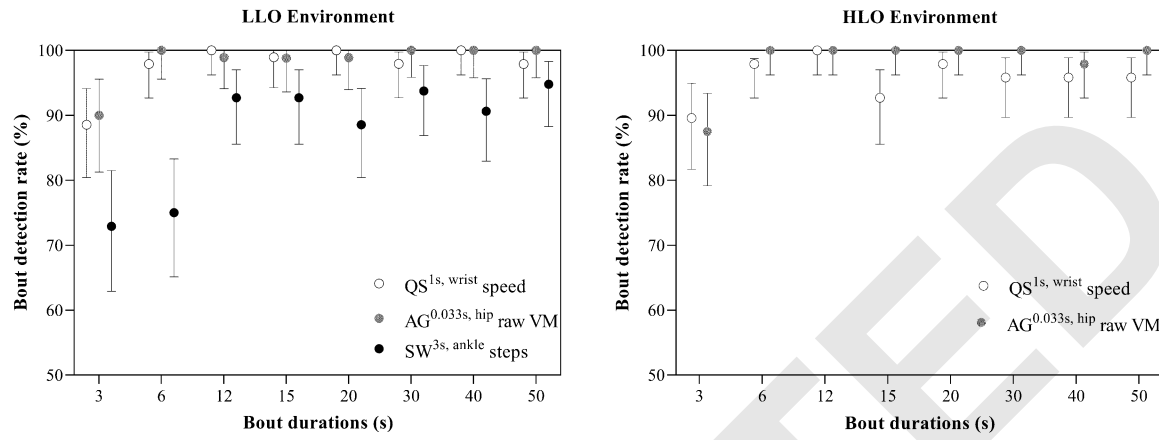 LLO Environment
100
90
80
70
60
50
Bout detection rate (%)
QS1s, wrist speed
AG0.033s, hip raw VM
SW3s, ankle steps
3 6 12 15 20 30 40 50
Bout durations (s)
HLO Environment
100
90
80
70
60
50
Bout detection rate (%)
QS1s, wrist speed
AG0.033s, hip raw VM
3 6 12 15 20 30 40 50
Bout durations (s)
TED